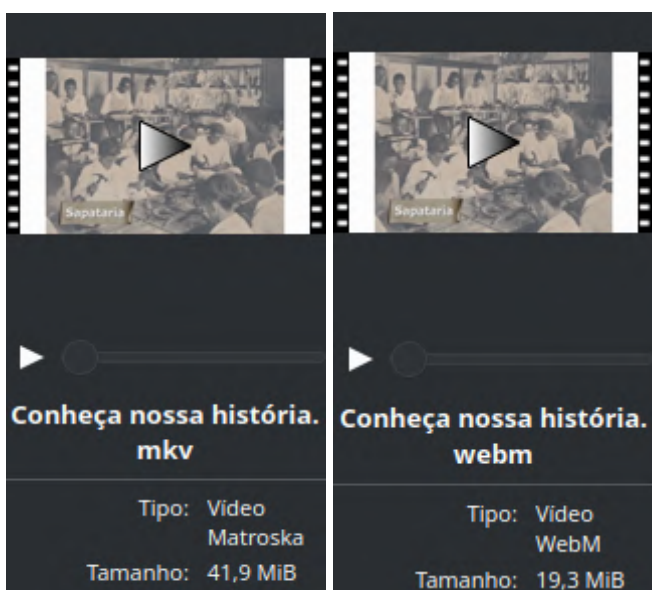 Sapataria
Conheça nossa história.
mkv
Tipo: Vídeo
Matroska
Tamanho: 41,9 MiB
Sapataria
Conheça nossa história.
webm
Tipo: Vídeo
WebM
Tamanho: 19,3 MiB